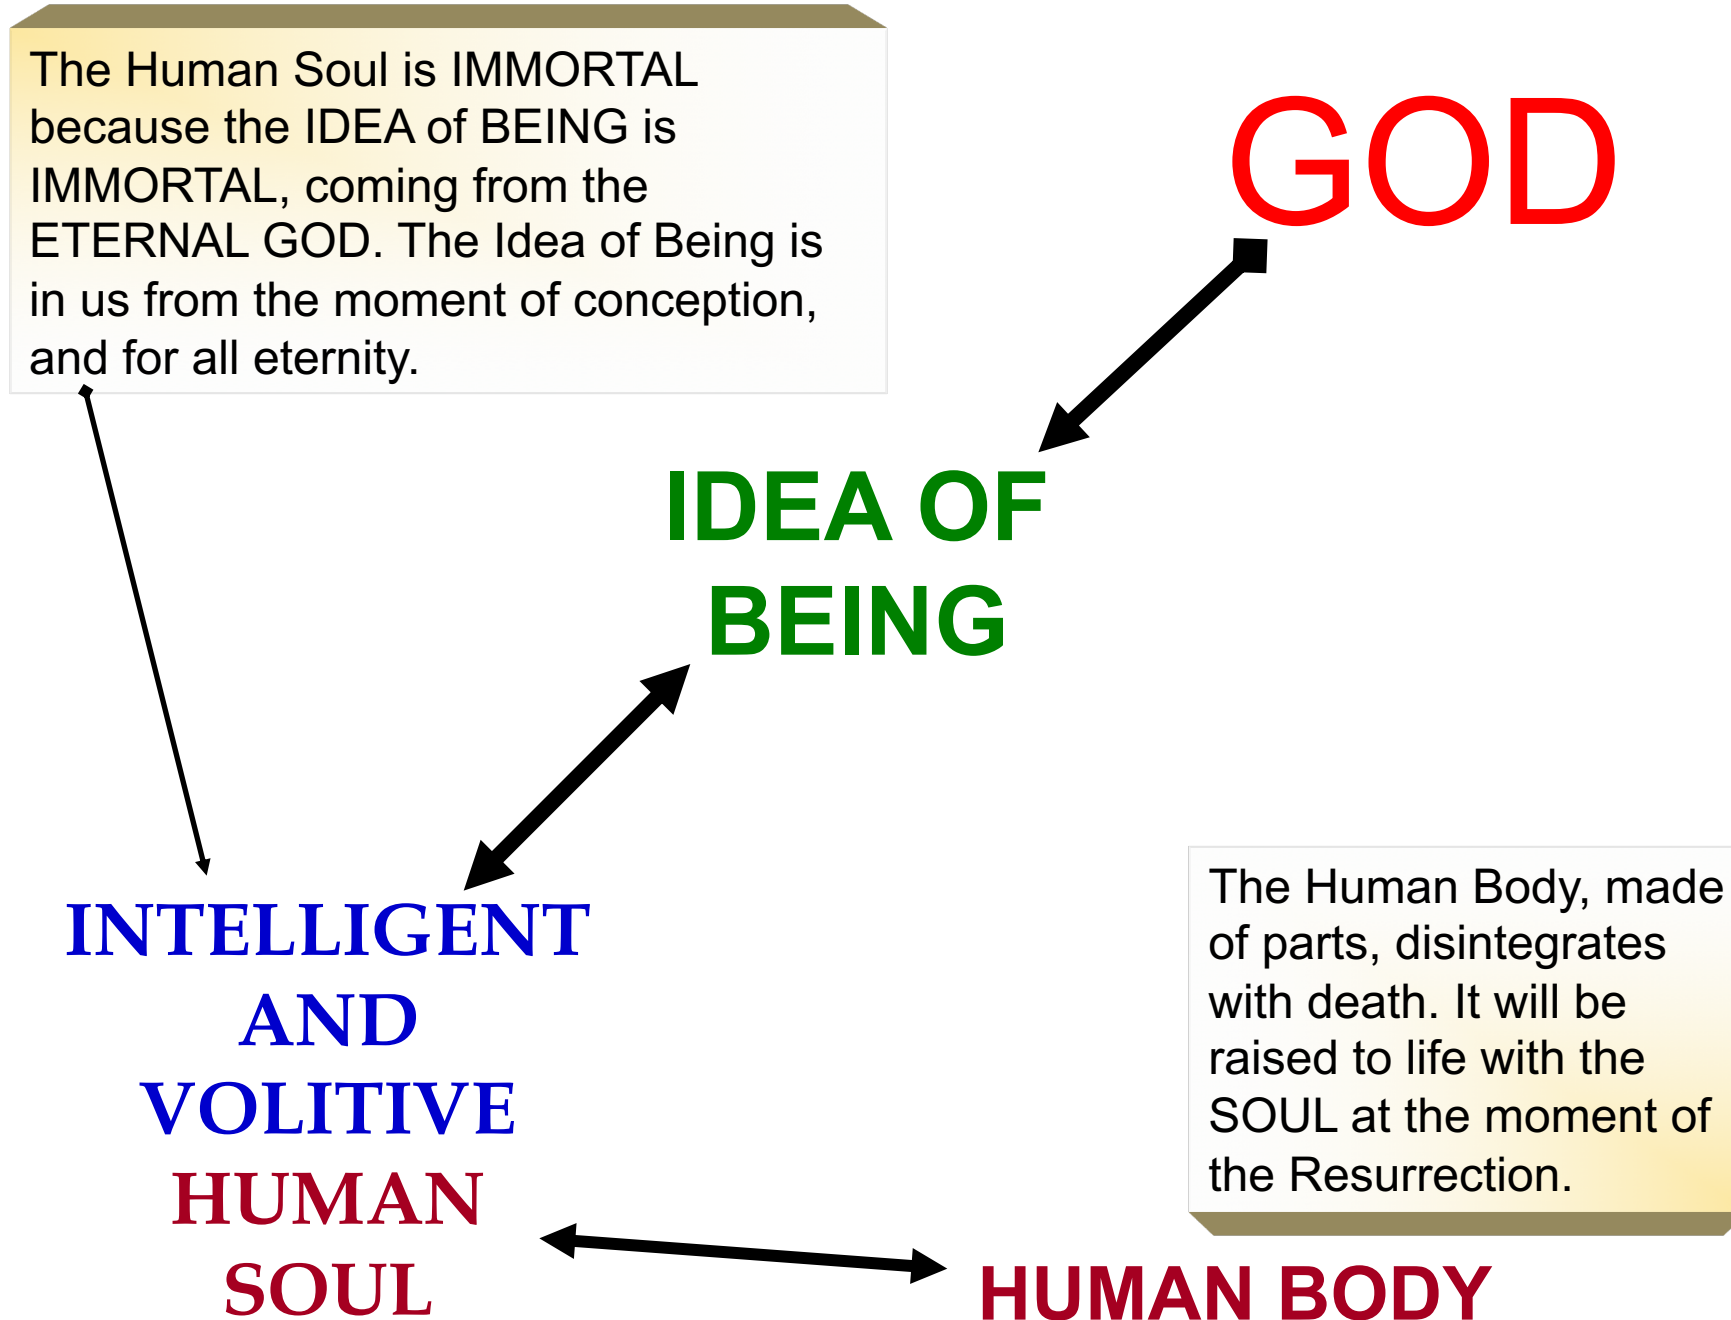 The Human Soul is IMMORTAL
because the IDEA of BEING is
IMMORTAL, coming from the
ETERNAL GOD. The Idea of Being is
in us from the moment of conception,
and for all eternity.
GOD
IDEA OF
BEING
INTELLIGENT
AND
VOLITIVE
HUMAN
SOUL
The Human Body, made
of parts, disintegrates
with death. It will be
raised to life with the
SOUL at the moment of
the Resurrection.
HUMAN BODY